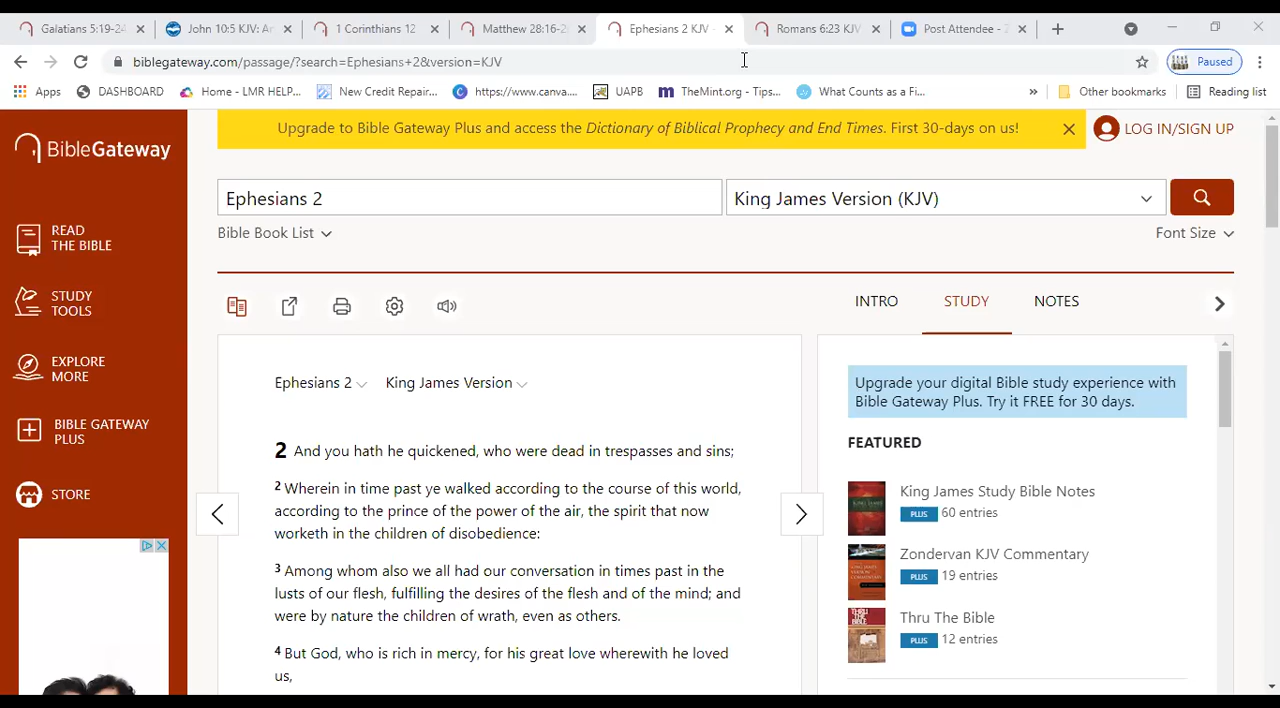 Galatians 5:19-24
John 10:5 KJV: An
1 Corinthians 12
Matthew 28:16-2
Ephesians 2 KJV -
Romans 6:23 KJV
Post Attendee - Z
biblegateway.com/passage/?search=Ephesians+2&version=KJV
Paused
Apps
DASHBOARD
Home - LMR HELP...
New Credit Repair...
https://www.canva....
UAPB
TheMint.org - Tips...
What Counts as a Fi...
»
Other bookmarks
Reading list
BibleGateway
Upgrade to Bible Gateway Plus and access the Dictionary of Biblical Prophecy and End Times. First 30-days on us!
LOG IN/SIGN UP
Ephesians 2
King James Version (KJV)
Bible Book List
Font Size
READ
THE BIBLE
STUDY
TOOLS
EXPLORE
MORE
BIBLE GATEWAY
PLUS
STORE
INTRO
STUDY
NOTES
Ephesians 2
King James Version
2 And you hath he quickened, who were dead in trespasses and sins;
2 Wherein in time past ye walked according to the course of this world,
according to the prince of the power of the air, the spirit that now
worketh in the children of disobedience:
3 Among whom also we all had our conversation in times past in the
lusts of our flesh, fulfilling the desires of the flesh and of the mind; and
were by nature the children of wrath, even as others.
4 But God, who is rich in mercy, for his great love wherewith he loved
us,
Upgrade your digital Bible study experience with
Bible Gateway Plus. Try it FREE for 30 days.
FEATURED
King James Study Bible Notes
PLUS 60 entries
Zondervan KJV Commentary
PLUS 19 entries
Thru The Bible
PLUS 12 entries